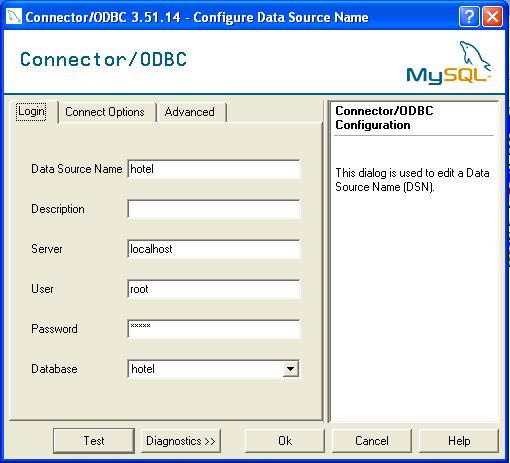 Connector/ODBC 3.51.14 - Configure Data Source Name
Connector/ODBC
MySQL
Login Connect Options Advanced
Connector/ODBC
Configuration
This dialog is used to edit a Data
Source Name (DSN).
Data Source Name hotel
Description
Server localhost
User root
Password *****
Database hotel
Test Diagnostics >> Ok Cancel Help